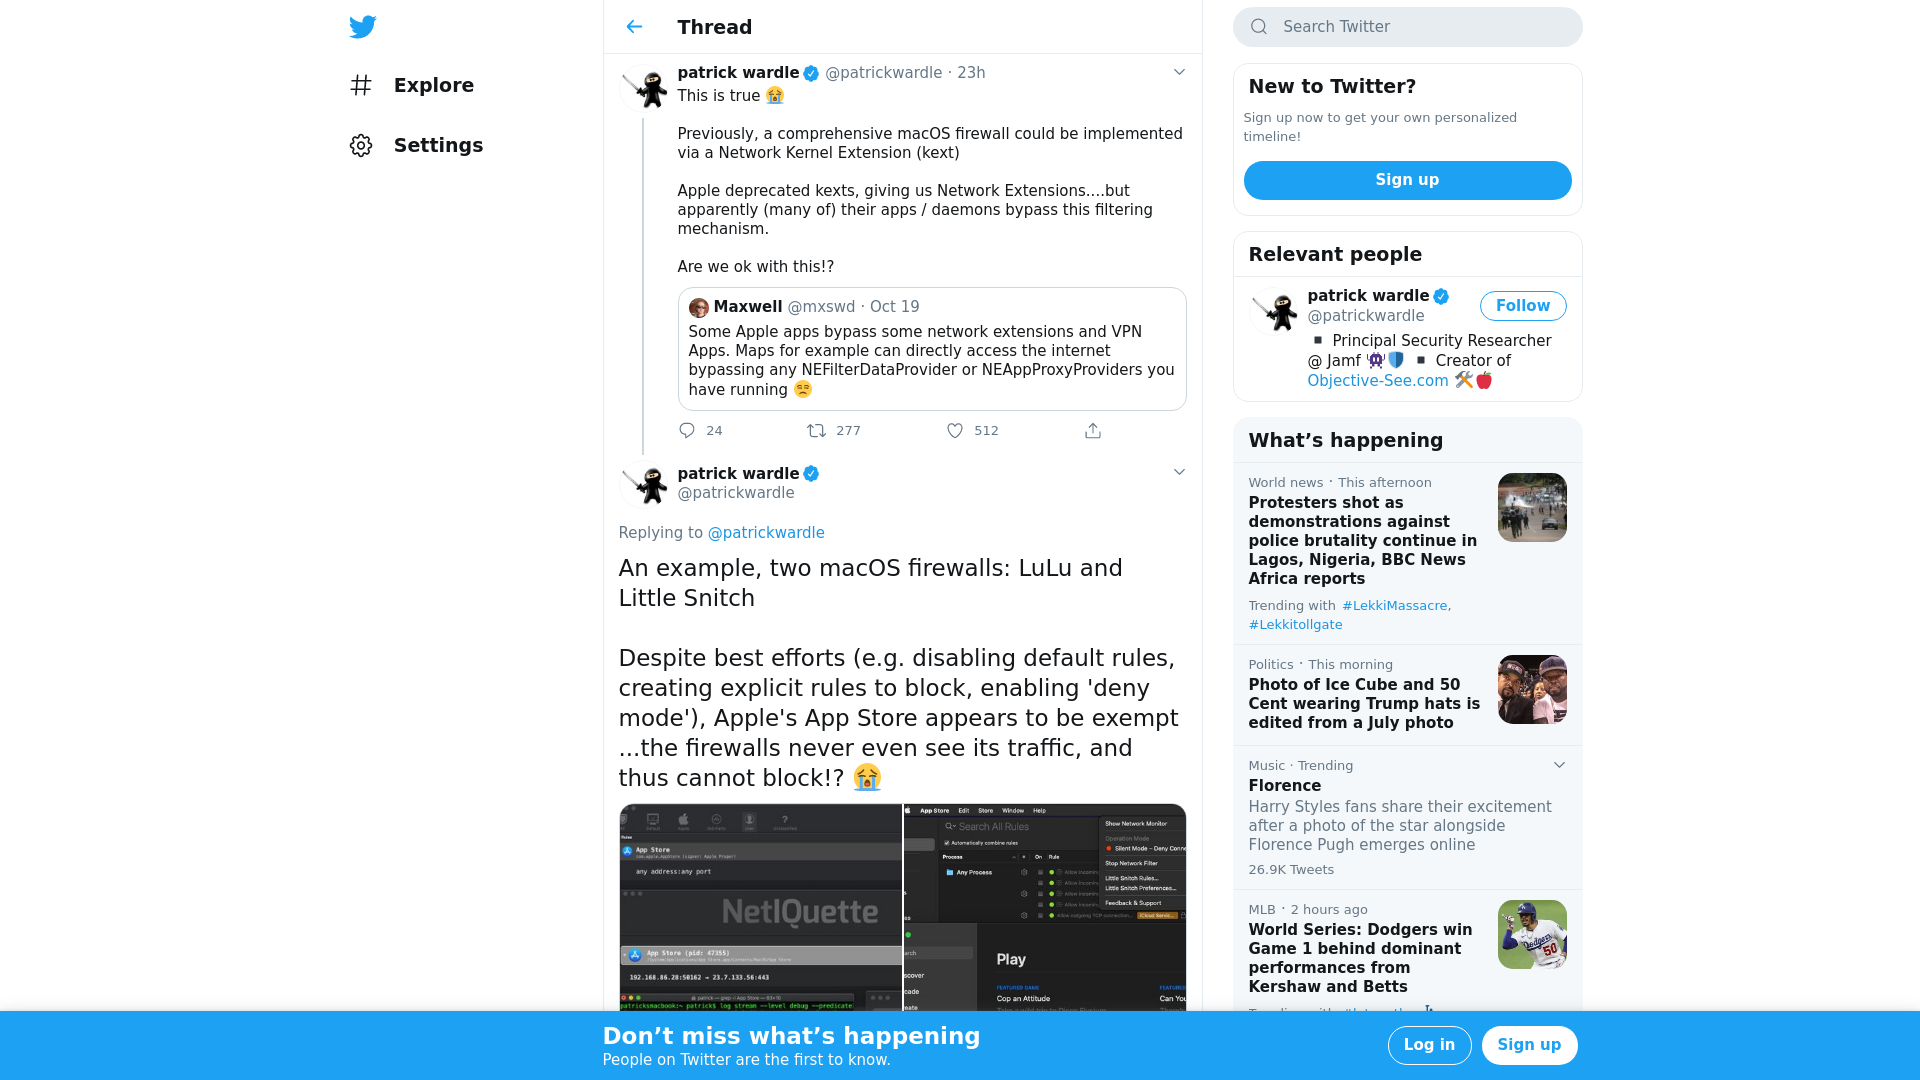 Explore
Settings
Thread
patrick wardle @patrickwardle · 23h
This is true 😭
Previously, a comprehensive macOS firewall could be implemented
via a Network Kernel Extension (kext)
Apple deprecated kexts, giving us Network Extensions....but
apparently (many of) their apps / daemons bypass this filtering
mechanism.
Are we ok with this!?
Maxwell @mxswd · Oct 19
Some Apple apps bypass some network extensions and VPN
Apps. Maps for example can directly access the internet
bypassing any NEFilterDataProvider or NEAppProxyProviders you
have running 😒
24 277 512
patrick wardle
@patrickwardle
Replying to @patrickwardle
An example, two macOS firewalls: LuLu and
Little Snitch
Despite best efforts (e.g. disabling default rules,
creating explicit rules to block, enabling 'deny
mode'), Apple's App Store appears to be exempt
...the firewalls never even see its traffic, and
thus cannot block!? 😭
App Store
any address:any port
NetIQuette
App Store (pid: 47355)
192.168.86.28:50162 → 23.7.133.56:443
patrick — grep ‹ App Store — 93×10
patricksmacbook:~ patrick$ log stream --level debug --predicate
App Store Edit Store Window Help
Search All Rules
Automatically combine rules
Process On Rule
Any Process
Show Network Monitor
Operation Mode
Silent Mode – Deny Conne
Stop Network Filter
Little Snitch Rules...
Little Snitch Preferences...
Feedback & Support
Play
FEATURED GAME
Cop an Attitude
Can You
Search Twitter
New to Twitter?
Sign up now to get your own personalized
timeline!
Sign up
Relevant people
patrick wardle
@patrickwardle
Follow
▪️ Principal Security Researcher
@ Jamf 👾🛡️ ▪️ Creator of
Objective-See.com 🛠️🍎
What’s happening
World news · This afternoon
Protesters shot as
demonstrations against
police brutality continue in
Lagos, Nigeria, BBC News
Africa reports
Trending with #LekkiMassacre,
#Lekkitollgate
Politics · This morning
Photo of Ice Cube and 50
Cent wearing Trump hats is
edited from a July photo
Music · Trending
Florence
Harry Styles fans share their excitement
after a photo of the star alongside
Florence Pugh emerges online
26.9K Tweets
MLB · 2 hours ago
World Series: Dodgers win
Game 1 behind dominant
performances from
Kershaw and Betts
Don’t miss what’s happening
People on Twitter are the first to know.
Log in
Sign up